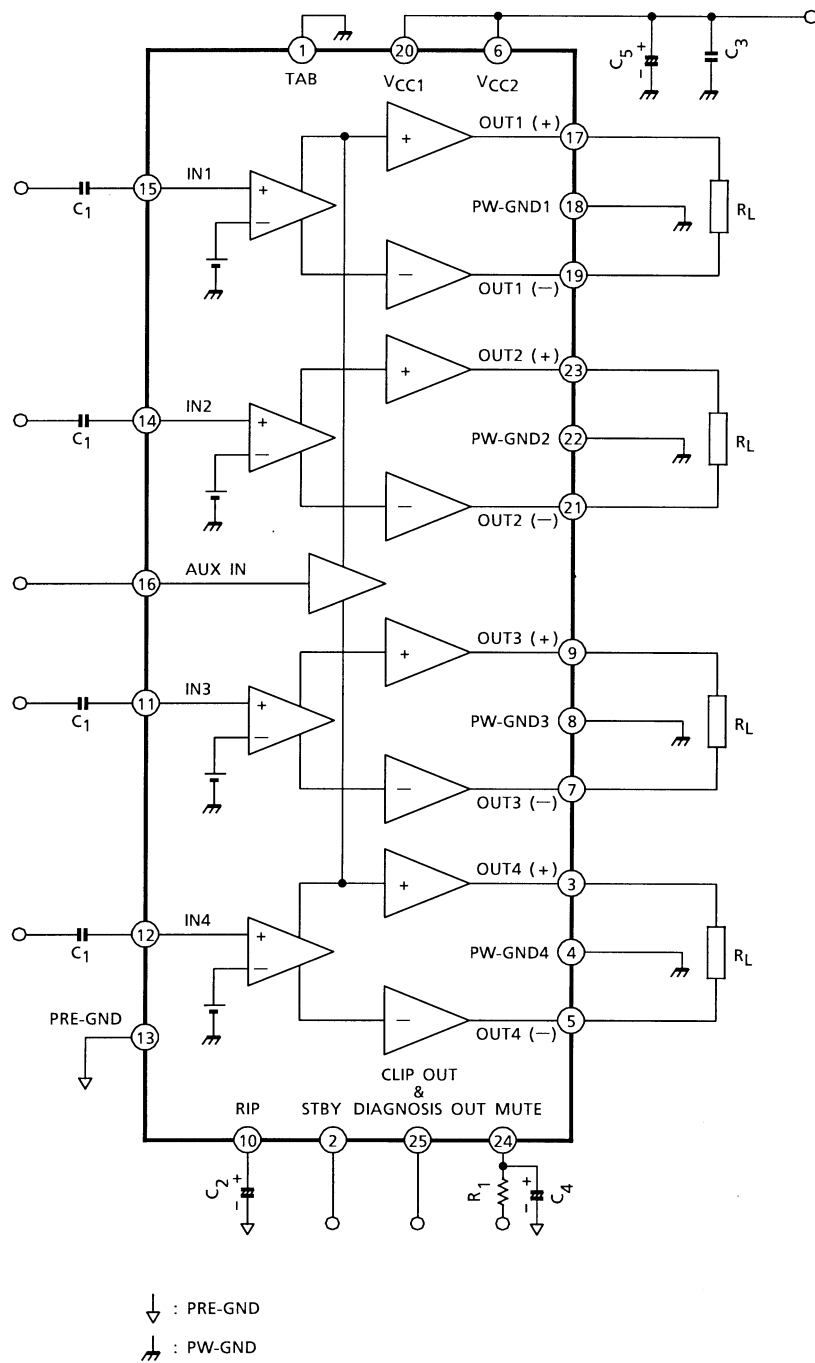 1
20
6
TAB
VCC1
VCC2
C5
+
−
C3
OUT1 (+)
17
+
IN1
15
C1
+
−
PW-GND1
18
RL
−
19
OUT1 (−)
OUT2 (+)
23
+
IN2
14
C1
+
−
PW-GND2
22
RL
−
21
OUT2 (−)
AUX IN
16
OUT3 (+)
9
+
IN3
11
C1
+
−
PW-GND3
8
RL
−
7
OUT3 (−)
OUT4 (+)
3
+
IN4
12
C1
+
−
PW-GND4
4
RL
PRE-GND
13
−
5
OUT4 (−)
CLIP OUT
&
RIP STBY DIAGNOSIS OUT MUTE
10
2
25
24
C2
+
−
R1
+
−
C4
: PRE-GND
: PW-GND